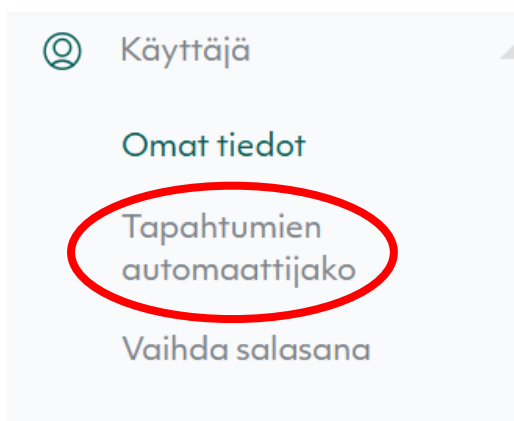 Käyttäjä
Omat tiedot
Tapahtumien
automaattijako
Vaihda salasana